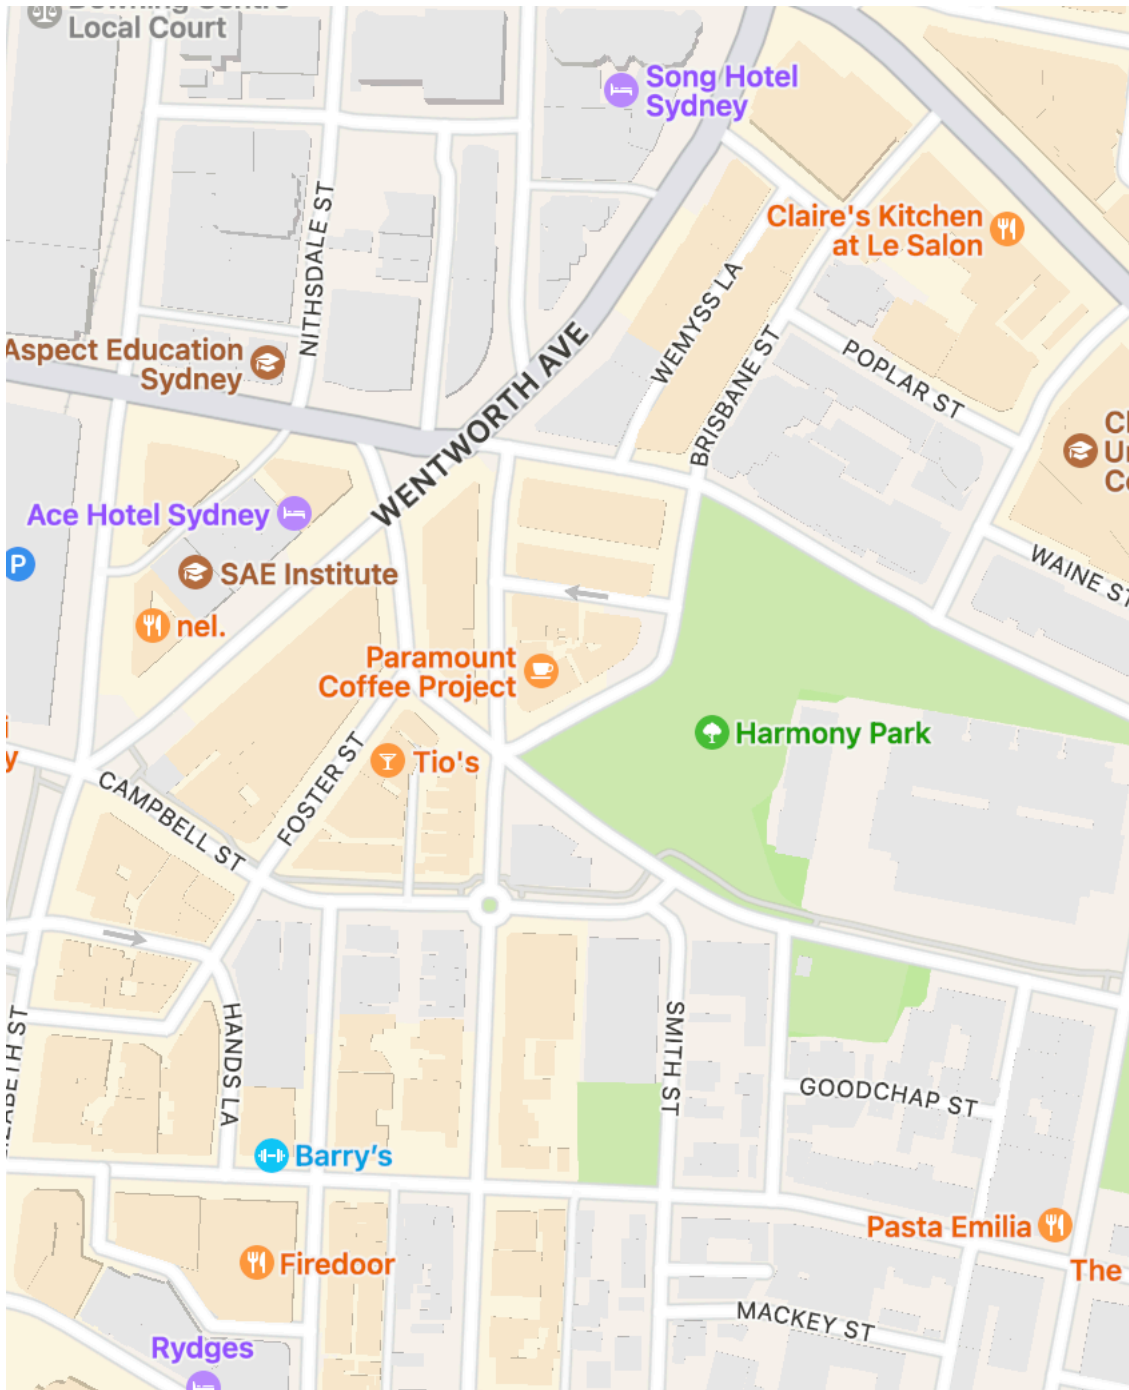 Local Court
Song Hotel
Sydney
NITHSDALE ST
Claire's Kitchen
at Le Salon
WEMYSS LA
Aspect Education
Sydney
WENTWORTH AVE
BRISBANE ST
POPLAR ST
Ace Hotel Sydney
P
SAE Institute
WAINE ST
nel.
Paramount
Coffee Project
Harmony Park
Tio's
FOSTER ST
CAMPBELL ST
HANDS LA
SMITH ST
GOODCHAP ST
Barry's
Pasta Emilia
Firedoor
The
MACKEY ST
Rydges